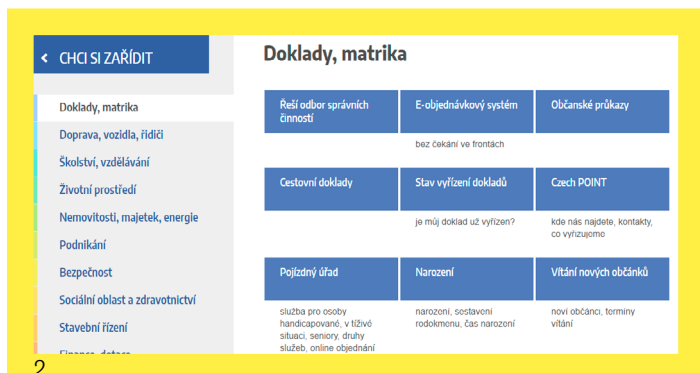 CHCI SI ZAŘÍDIT
Doklady, matrika
Doprava, vozidla, řidiči
Školství, vzdělávání
Životní prostředí
Nemovitosti, majetek, energie
Podnikání
Bezpečnost
Sociální oblast a zdravotnictví
Stavební řízení
Finance, dotace
Doklady, matrika
Řeší odbor správních
činností
E-objednávkový systém
bez čekání ve frontách
Občanské průkazy
Cestovní doklady
Stav vyřízení dokladů
je můj doklad už vyřízen?
Czech POINT
kde nás najdete, kontakty,
co vyřizujeme
Pojízdný úřad
služba pro osoby
handicapované, v tíživé
situaci, seniory, druhy
služeb, online objednání
Narození
narození, sestavení
rodokmenu, čas narození
Vítání nových občánků
noví občánci, termíny
vítání
2